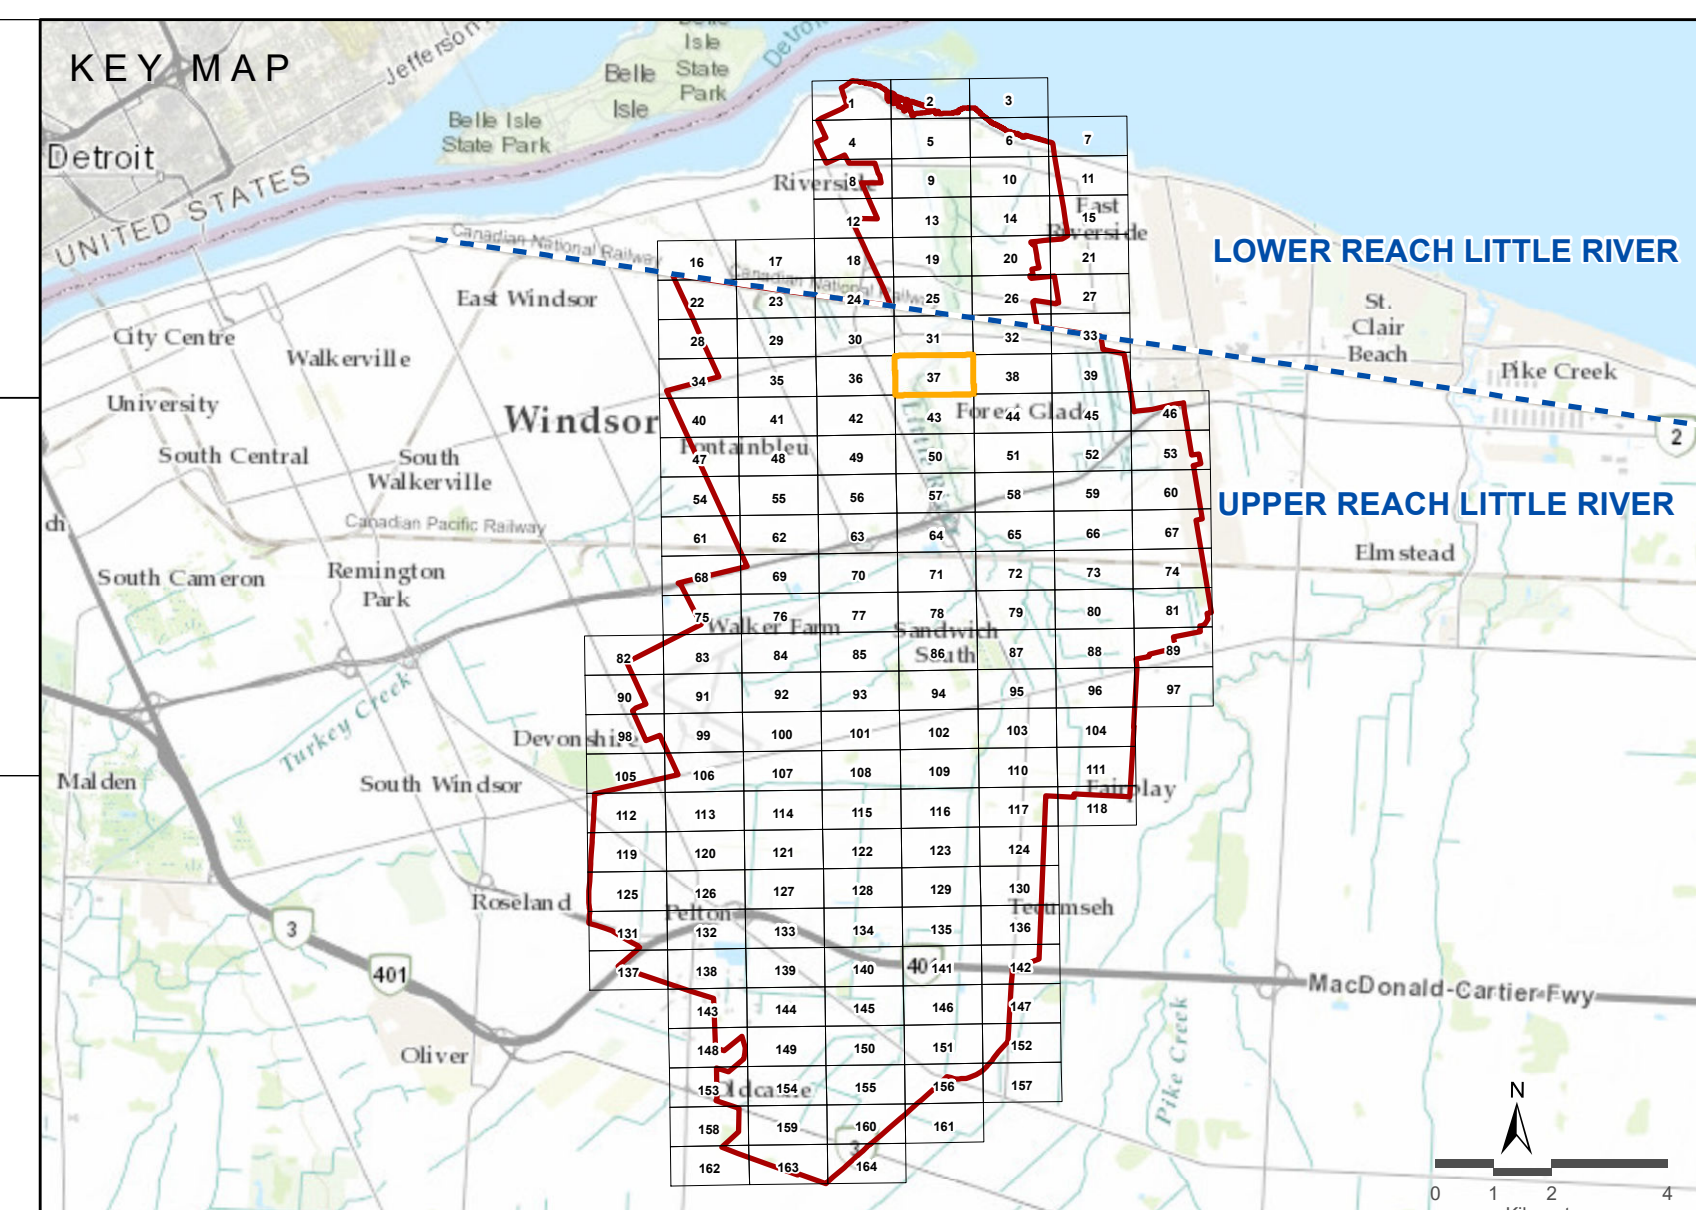 KEY MAP
Jefferson
Belle
Isle
State
Park
Belle
Isle
Belle Isle
State Park
Detroit
UNITED STATES
1 2 3
4 5 6 7
Riverside 8 9 10 11
East
Riverside
12 13 14 15
LOWER REACH LITTLE RIVER
Canadian National Railway
16 17 18 19 20 21
Canadian National Railway
East Windsor
22 23 24 25 26 27
St.
Clair
Beach
City Centre
Walkerville
28 29 30 31 32 33
Pike Creek
34 35 36 37 38 39
University
Windsor
Forest Glad
40 41 42 43 44 45 46
2
Fontainbleu
South Central
South
Walkerville
47 48 49 50 51 52 53
54 55 56 57 58 59 60
UPPER REACH LITTLE RIVER
Canadian Pacific Railway
dh
61 62 63 64 65 66 67
Elmstead
South Cameron
Remington
Park
68 69 70 71 72 73 74
75 76 77 78 79 80 81
Walker Farm
Sandwich
South
82 83 84 85 86 87 88 89
90 91 92 93 94 95 96 97
Turkey Creek
Devonshire
98 99 100 101 102 103 104
Malden
South Windsor
105 106 107 108 109 110 111
Fairplay
112 113 114 115 116 117 118
119 120 121 122 123 124
125 126 127 128 129 130
Roseland
Pelton
Tecumseh
3
131 132 133 134 135 136
401
401
137 138 139 140 141 142
MacDonald-Cartier-Fwy
143 144 145 146 147
Oliver
148 149 150 151 152
Pike Creek
153 154 155 156 157
Oldcastle
158 159 160 161
3
162 163 164
N
0 1 2 4